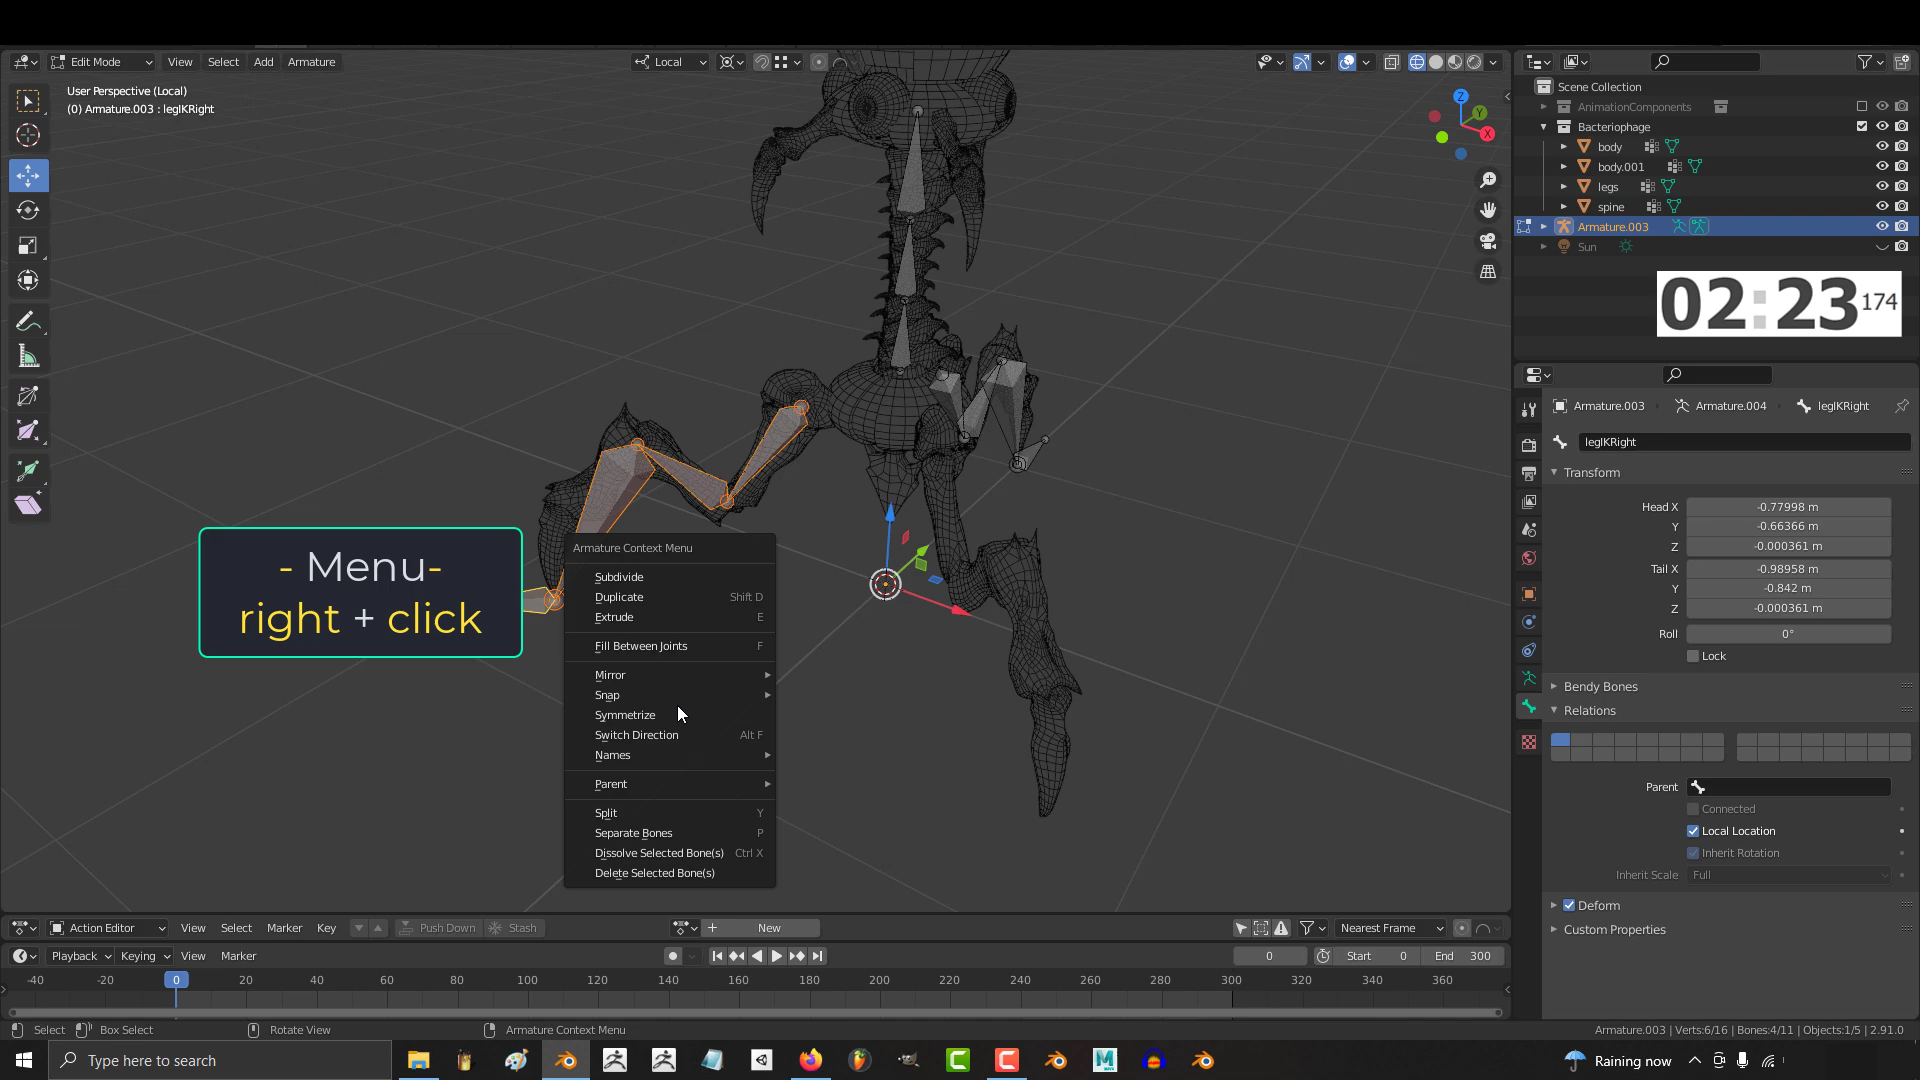 Edit Mode View Select Add Armature Local
User Perspective (Local)
(0) Armature.003 : legIKRight
Z
Y
X
Scene Collection
AnimationComponents
Bacteriophage
body
body.001
legs
spine
Armature.003
Sun
02:23 174
- Menu-
right + click
Armature Context Menu
Subdivide
Duplicate Shift D
Extrude E
Fill Between Joints F
Mirror
Snap
Symmetrize
Switch Direction Alt F
Names
Parent
Split Y
Separate Bones P
Dissolve Selected Bone(s) Ctrl X
Delete Selected Bone(s)
Armature.003 Armature.004 legIKRight
legIKRight
Transform
Head X -0.77998 m
Y -0.66366 m
Z -0.000361 m
Tail X -0.98958 m
Y -0.842 m
Z -0.000361 m
Roll 0°
Lock
Bendy Bones
Relations
Parent
Connected
Local Location
Inherit Rotation
Inherit Scale Full
Deform
Custom Properties
Action Editor View Select Marker Key Push Down Stash New Nearest Frame
Playback Keying View Marker 0 Start 0 End 300
-40 -20 0 20 40 60 80 100 120 140 160 180 200 220 240 260 280 300 320 340 360
Select Box Select Rotate View Armature Context Menu Armature.003 | Verts:6/16 | Bones:4/11 | Objects:1/5 | 2.91.0
Type here to search Raining now